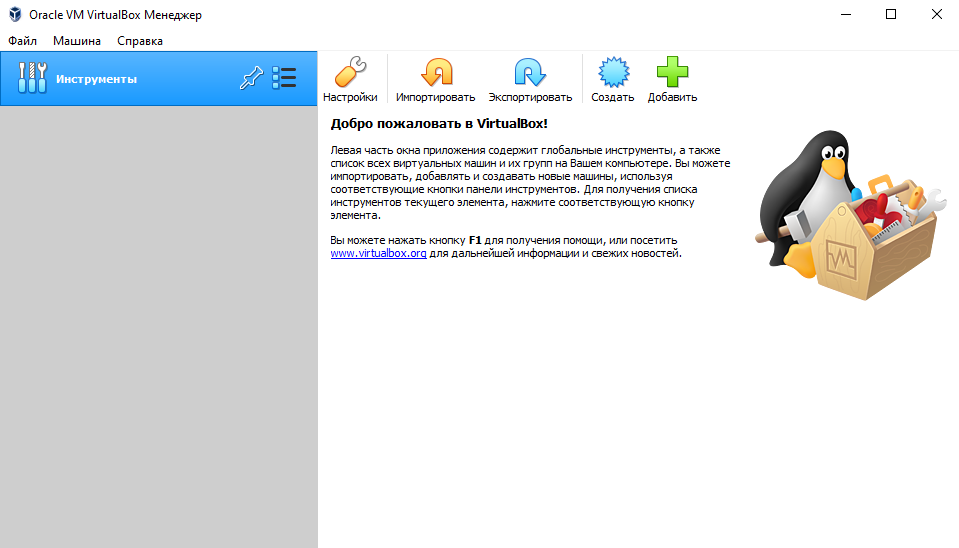 Oracle VM VirtualBox Менеджер
Файл Машина Справка
Инструменты
Настройки Импортировать Экспортировать Создать Добавить
Добро пожаловать в VirtualBox!
Левая часть окна приложения содержит глобальные инструменты, а также
список всех виртуальных машин и их групп на Вашем компьютере. Вы можете
импортировать, добавлять и создавать новые машины, используя
соответствующие кнопки панели инструментов. Для получения списка
инструментов текущего элемента, нажмите соответствующую кнопку
элемента.
Вы можете нажать кнопку F1 для получения помощи, или посетить
www.virtualbox.org для дальнейшей информации и свежих новостей.